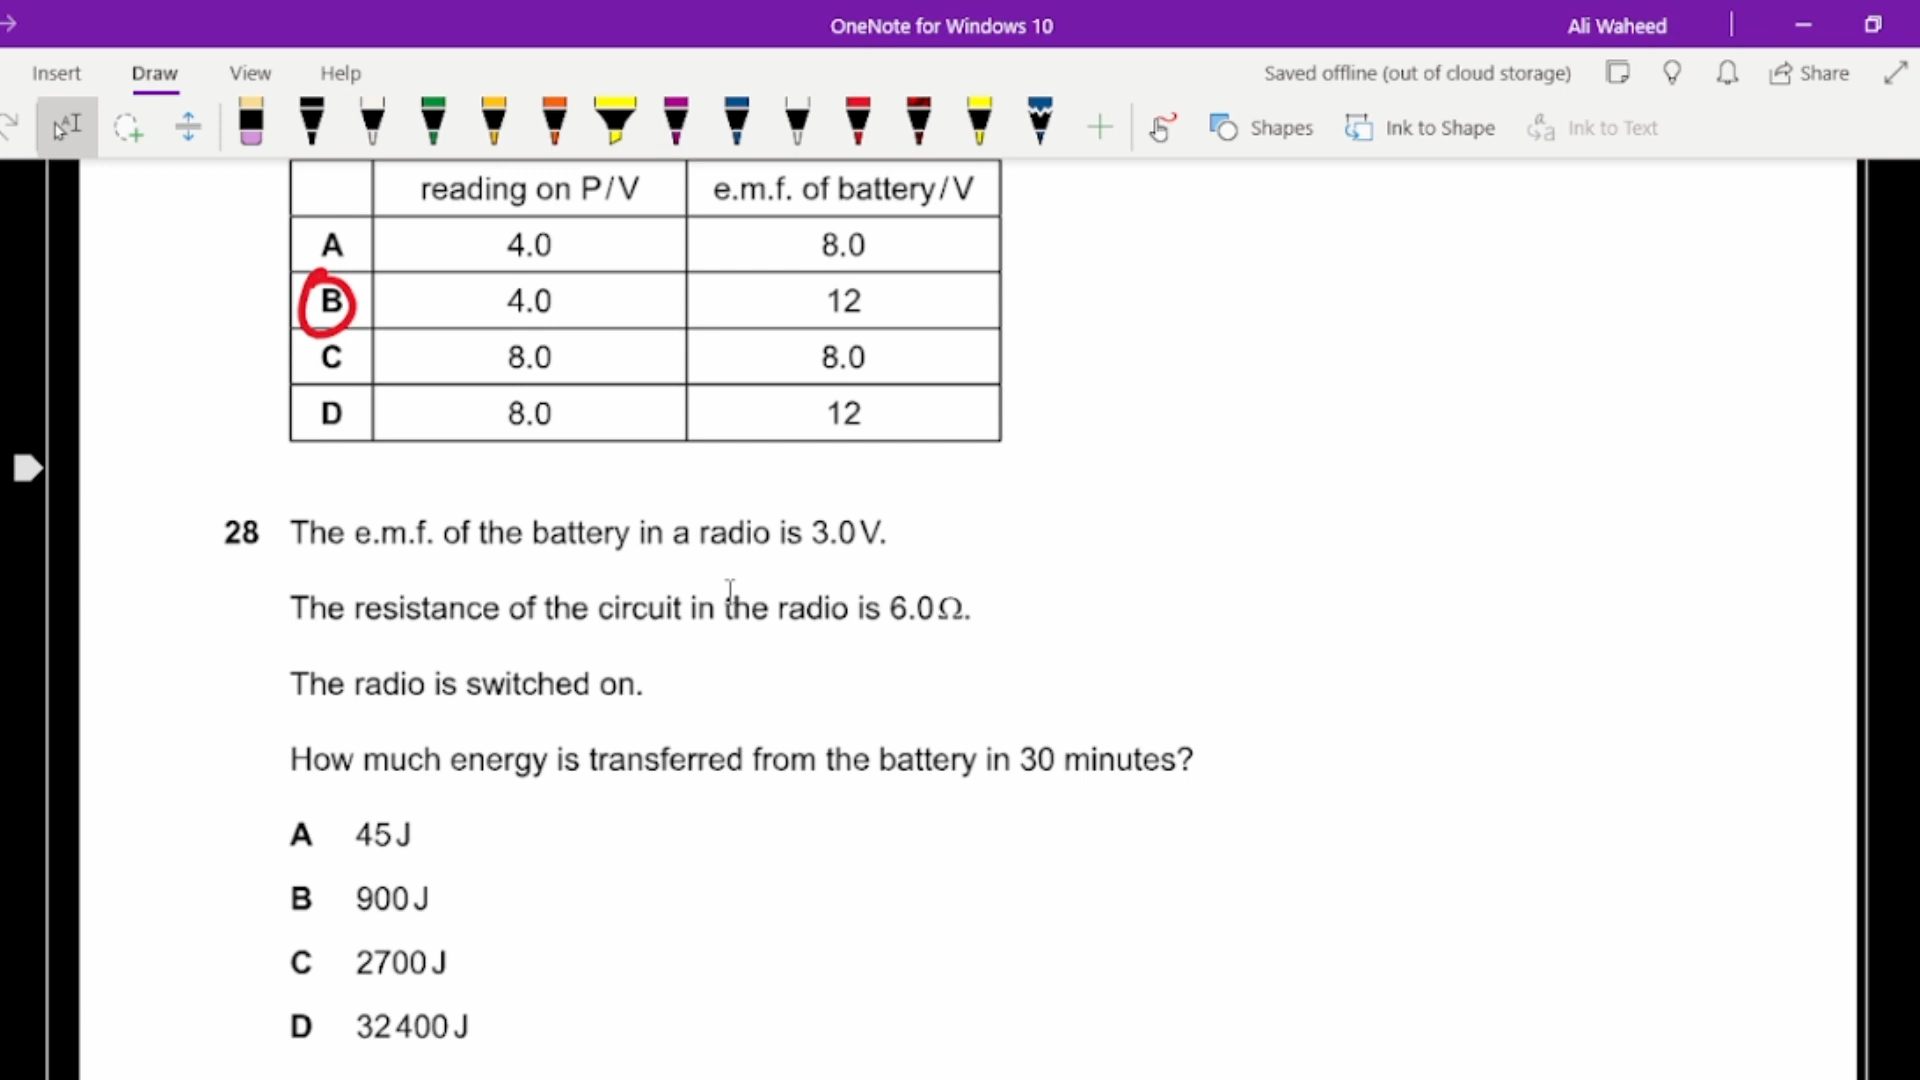 OneNote for Windows 10
Ali Waheed
Insert
Draw
View
Help
Saved offline (out of cloud storage)
Share
Shapes
Ink to Shape
Ink to Text
reading on P/V e.m.f. of battery/V
A 4.0 8.0
B 4.0 12
C 8.0 8.0
D 8.0 12
28 The e.m.f. of the battery in a radio is 3.0V.
The resistance of the circuit in the radio is 6.0Ω.
The radio is switched on.
How much energy is transferred from the battery in 30 minutes?
A 45J
B 900J
C 2700J
D 32400J